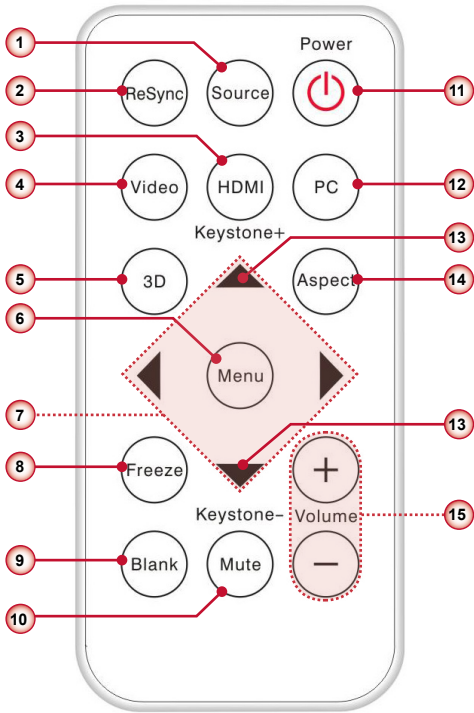 Power
1
2
ReSync
Source
11
3
4
Video
HDMI
PC
12
Keystone+
13
5
3D
Aspect
14
6
Menu
7
13
8
Freeze
+
Keystone–
Volume
15
9
Blank
Mute
–
10